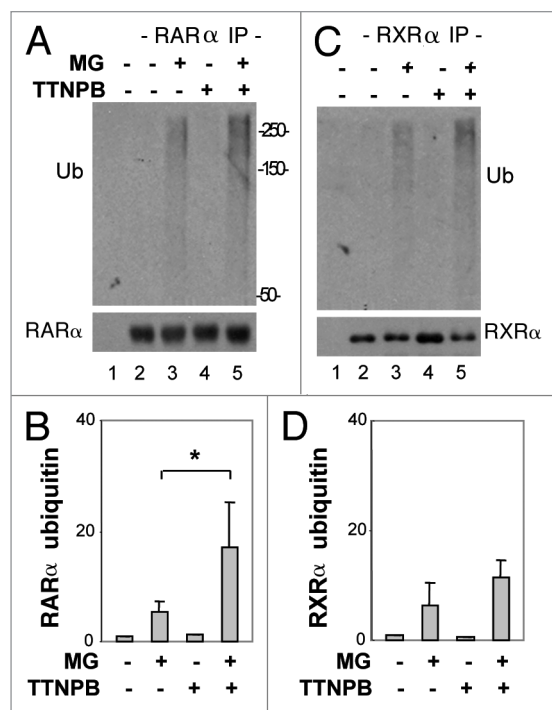 A
- RARα IP -
MG - - + - +
TTNPB - - - + +
Ub
-250-
-150-
50-
RARα
1 2 3 4 5
C
- RXRα IP -
- - + - +
- - - + +
Ub
RXRα
1 2 3 4 5
B
RARα ubiquitin
40
20
0
*
MG - + - +
TTNPB - - + +
D
RXRα ubiquitin
40
20
0
MG - + - +
TTNPB - - + +